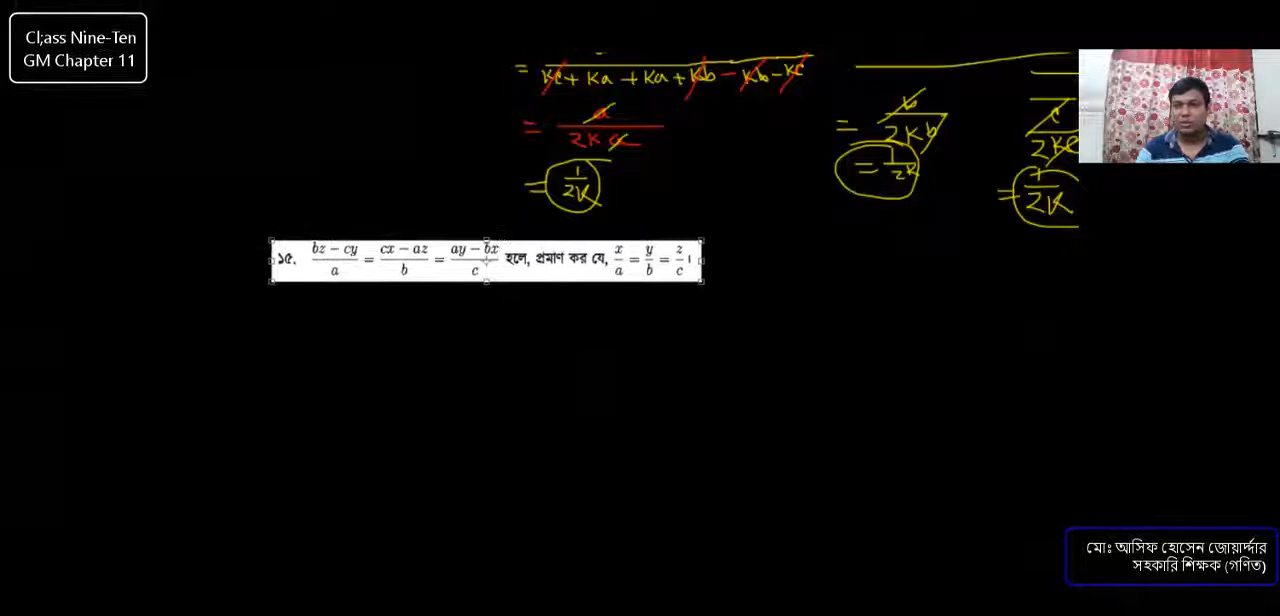 Cl;ass Nine-Ten
GM Chapter 11
= / Kc + Ka + Ka + Kb - Kb - Kc
= a / 2Ka
= 1/2K
= b / 2Kb
= 1/2K
c / 2Kc
= 1/2K
১৫. (bz - cy)/a = (cx - az)/b = (ay - bx)/c হলে, প্রমাণ কর যে, x/a = y/b = z/c ।
মোঃ আসিফ হোসেন জোয়ার্দ্দার
সহকারি শিক্ষক (গণিত)